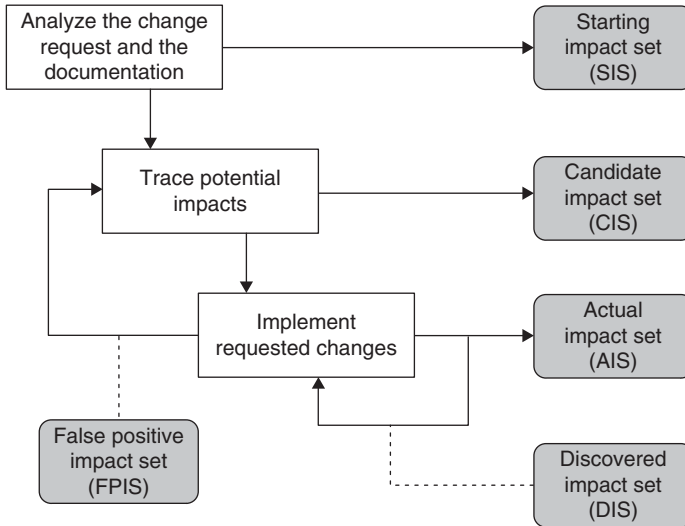 Analyze the change
request and the
documentation
Starting
impact set
(SIS)
Trace potential
impacts
Candidate
impact set
(CIS)
Implement
requested changes
Actual
impact set
(AIS)
False positive
impact set
(FPIS)
Discovered
impact set
(DIS)